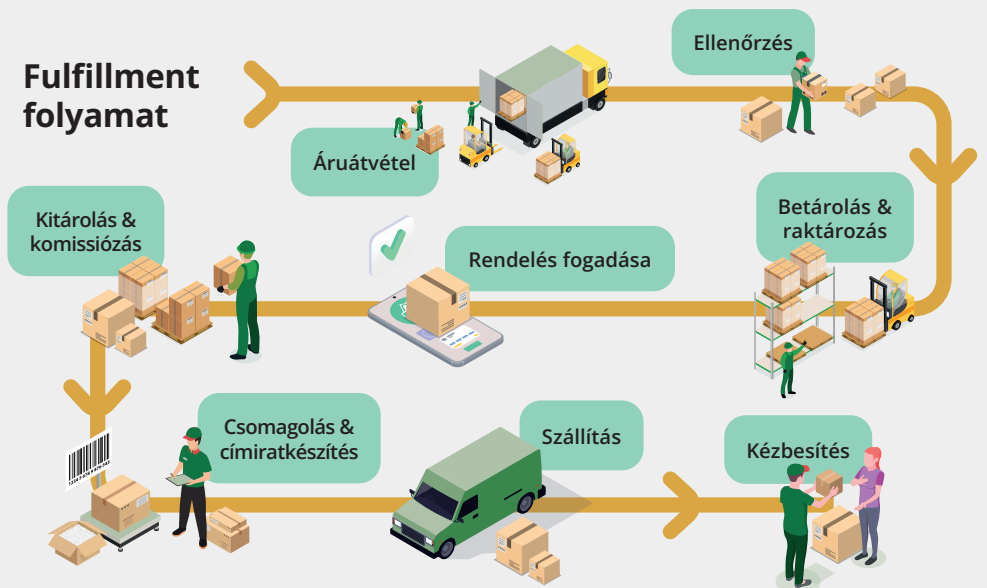 Fulfillment
folyamat
Áruátvétel
Ellenőrzés
Betárolás &
raktározás
Rendelés fogadása
Kitárolás &
komissiózás
Csomagolás &
címiratkészítés
Szállítás
Kézbesítés